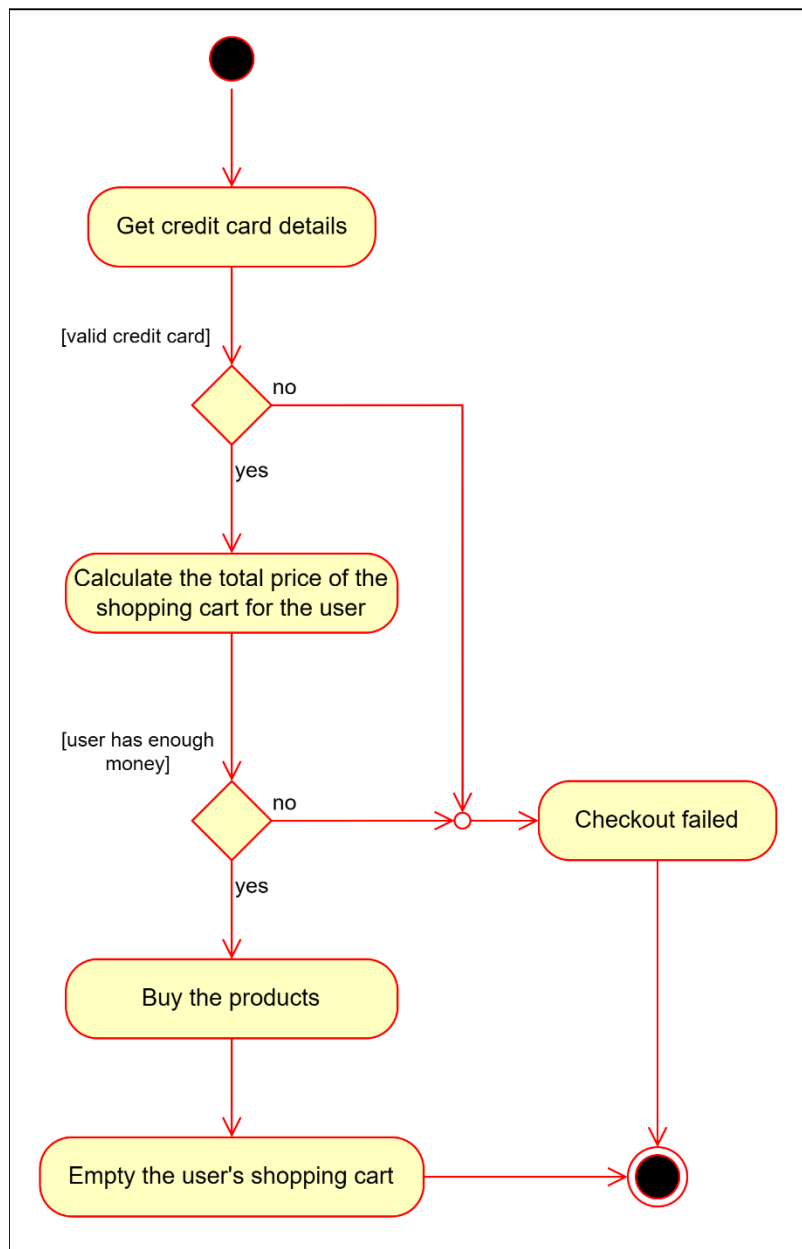 Get credit card details
[valid credit card]
no
yes
Calculate the total price of the
shopping cart for the user
[user has enough
money]
no
Checkout failed
yes
Buy the products
Empty the user's shopping cart